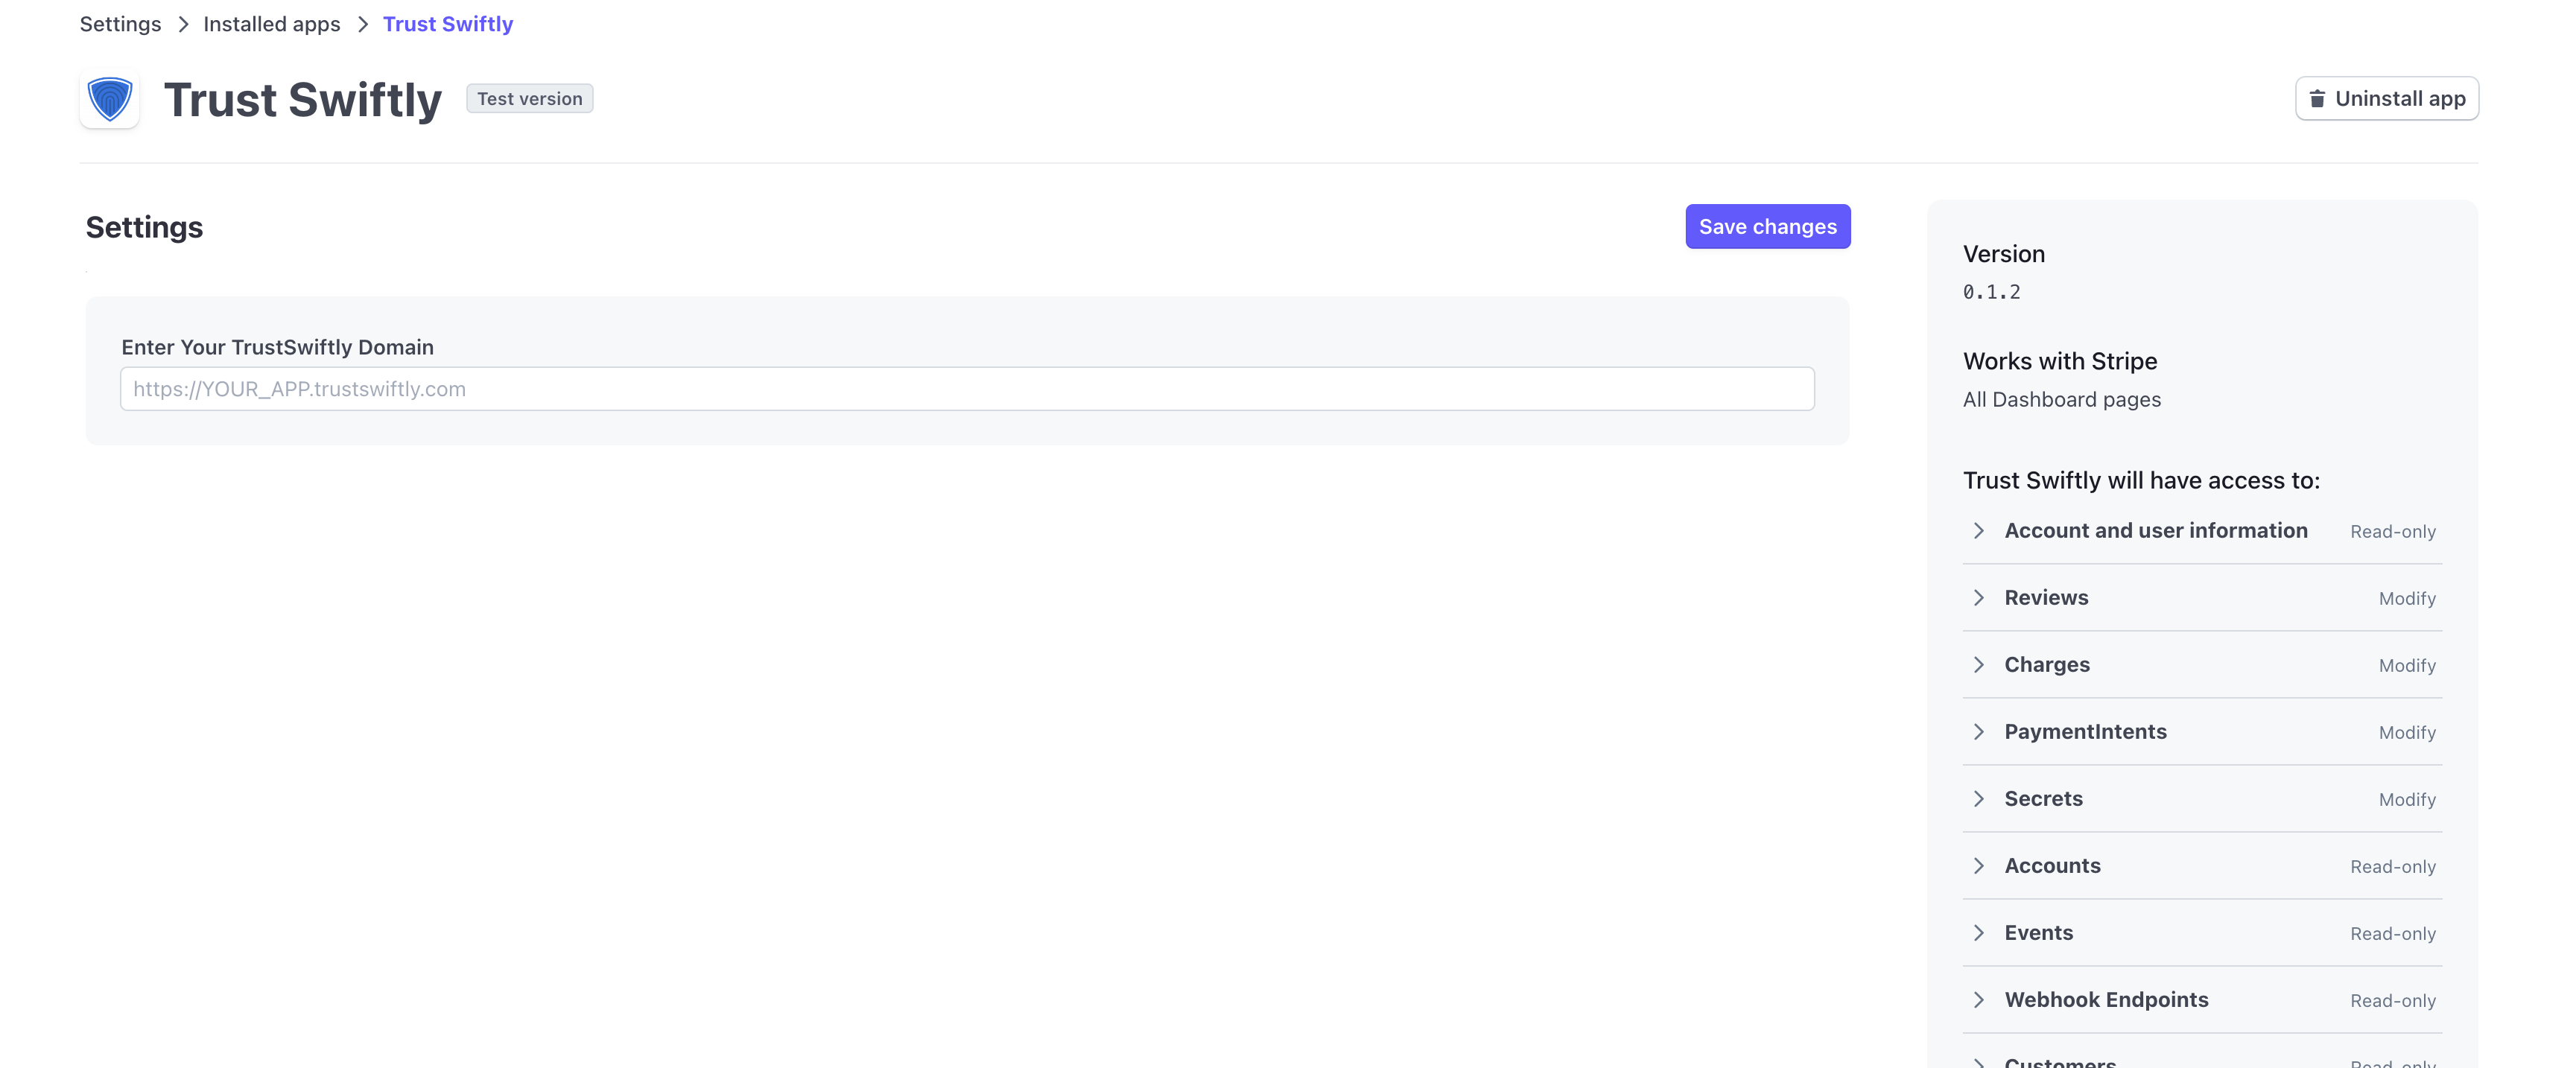 Settings > Installed apps > Trust Swiftly
Trust Swiftly Test version
Uninstall app
Settings
Save changes
Enter Your TrustSwiftly Domain
https://YOUR_APP.trustswiftly.com
Version
0.1.2
Works with Stripe
All Dashboard pages
Trust Swiftly will have access to:
Account and user information Read-only
Reviews Modify
Charges Modify
PaymentIntents Modify
Secrets Modify
Accounts Read-only
Events Read-only
Webhook Endpoints Read-only
Customers Read-only